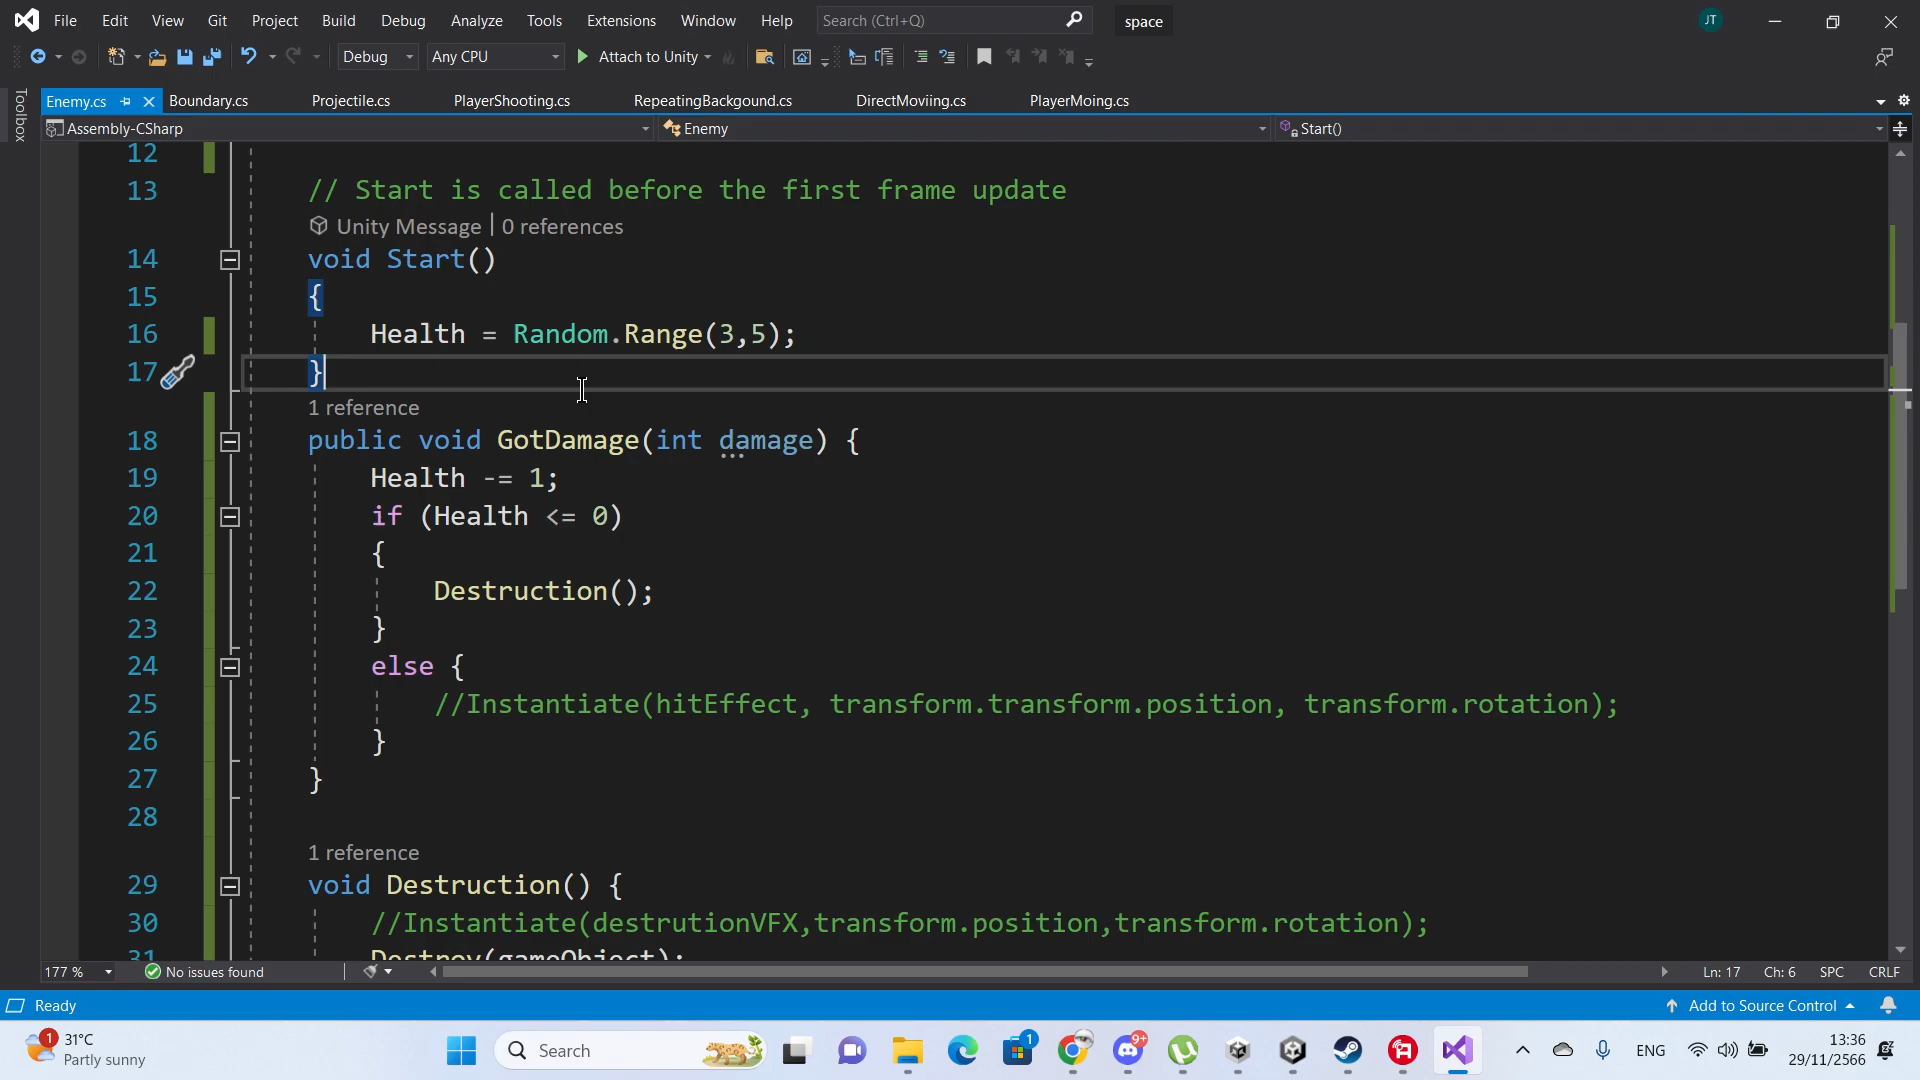 File Edit View Git Project Build Debug Analyze Tools Extensions Window Help Search (Ctrl+Q) space JT
Debug Any CPU Attach to Unity
Toolbox
Enemy.cs Boundary.cs Projectile.cs PlayerShooting.cs RepeatingBackgound.cs DirectMoviing.cs PlayerMoing.cs
Assembly-CSharp Enemy Start()
12
13 // Start is called before the first frame update
Unity Message | 0 references
14 void Start()
15 {
16 Health = Random.Range(3,5);
17 }
1 reference
18 public void GotDamage(int damage) {
19 Health -= 1;
20 if (Health <= 0)
21 {
22 Destruction();
23 }
24 else {
25 //Instantiate(hitEffect, transform.transform.position, transform.rotation);
26 }
27 }
28
1 reference
29 void Destruction() {
30 //Instantiate(destrutionVFX,transform.position,transform.rotation);
31 Destroy(gameObject);
177 % No issues found Ln: 17 Ch: 6 SPC CRLF
Ready Add to Source Control
1 31°C
Partly sunny
Search 1 9+ ENG 13:36
29/11/2566